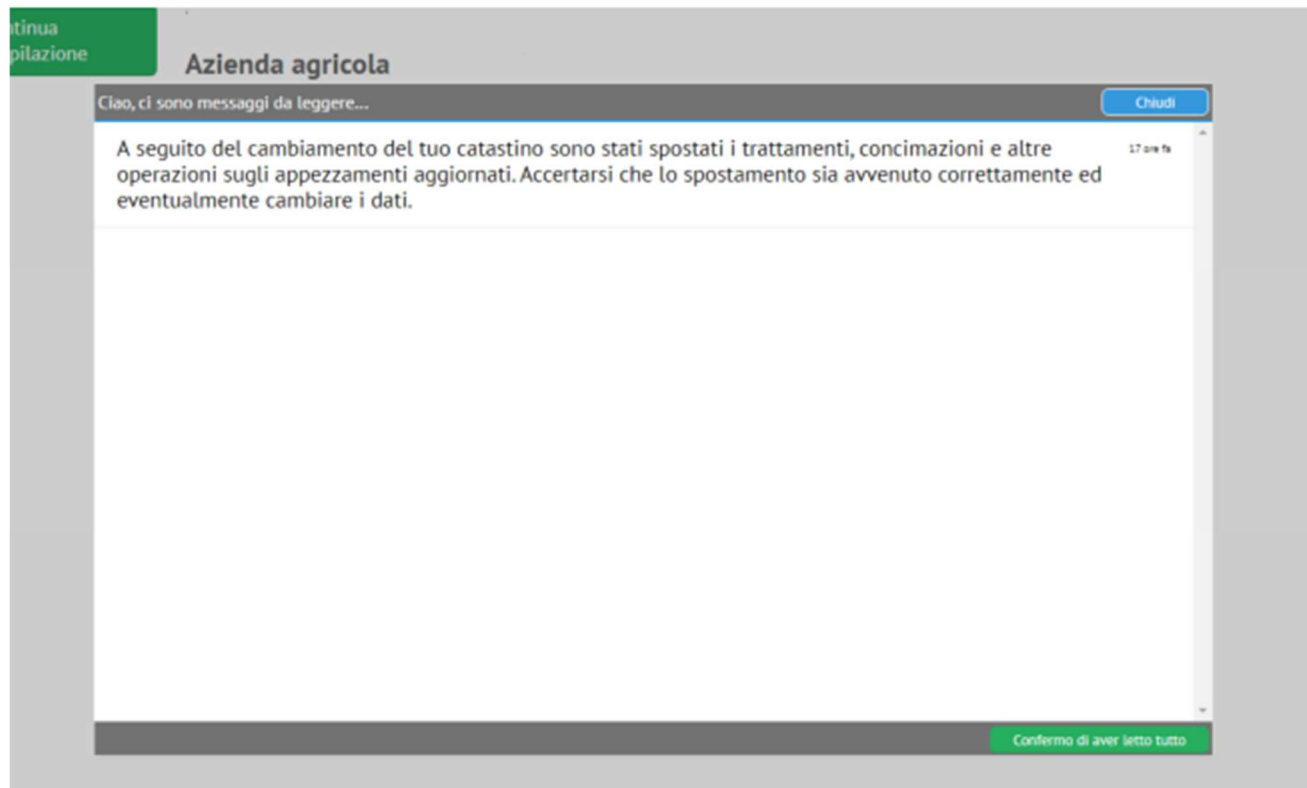 tinua
pilazione
Azienda agricola
Ciao, ci sono messaggi da leggere...
Chiudi
A seguito del cambiamento del tuo catastino sono stati spostati i trattamenti, concimazioni e altre
17 ore fa
operazioni sugli appezzamenti aggiornati. Accertarsi che lo spostamento sia avvenuto correttamente ed
eventualmente cambiare i dati.
Confermo di aver letto tutto